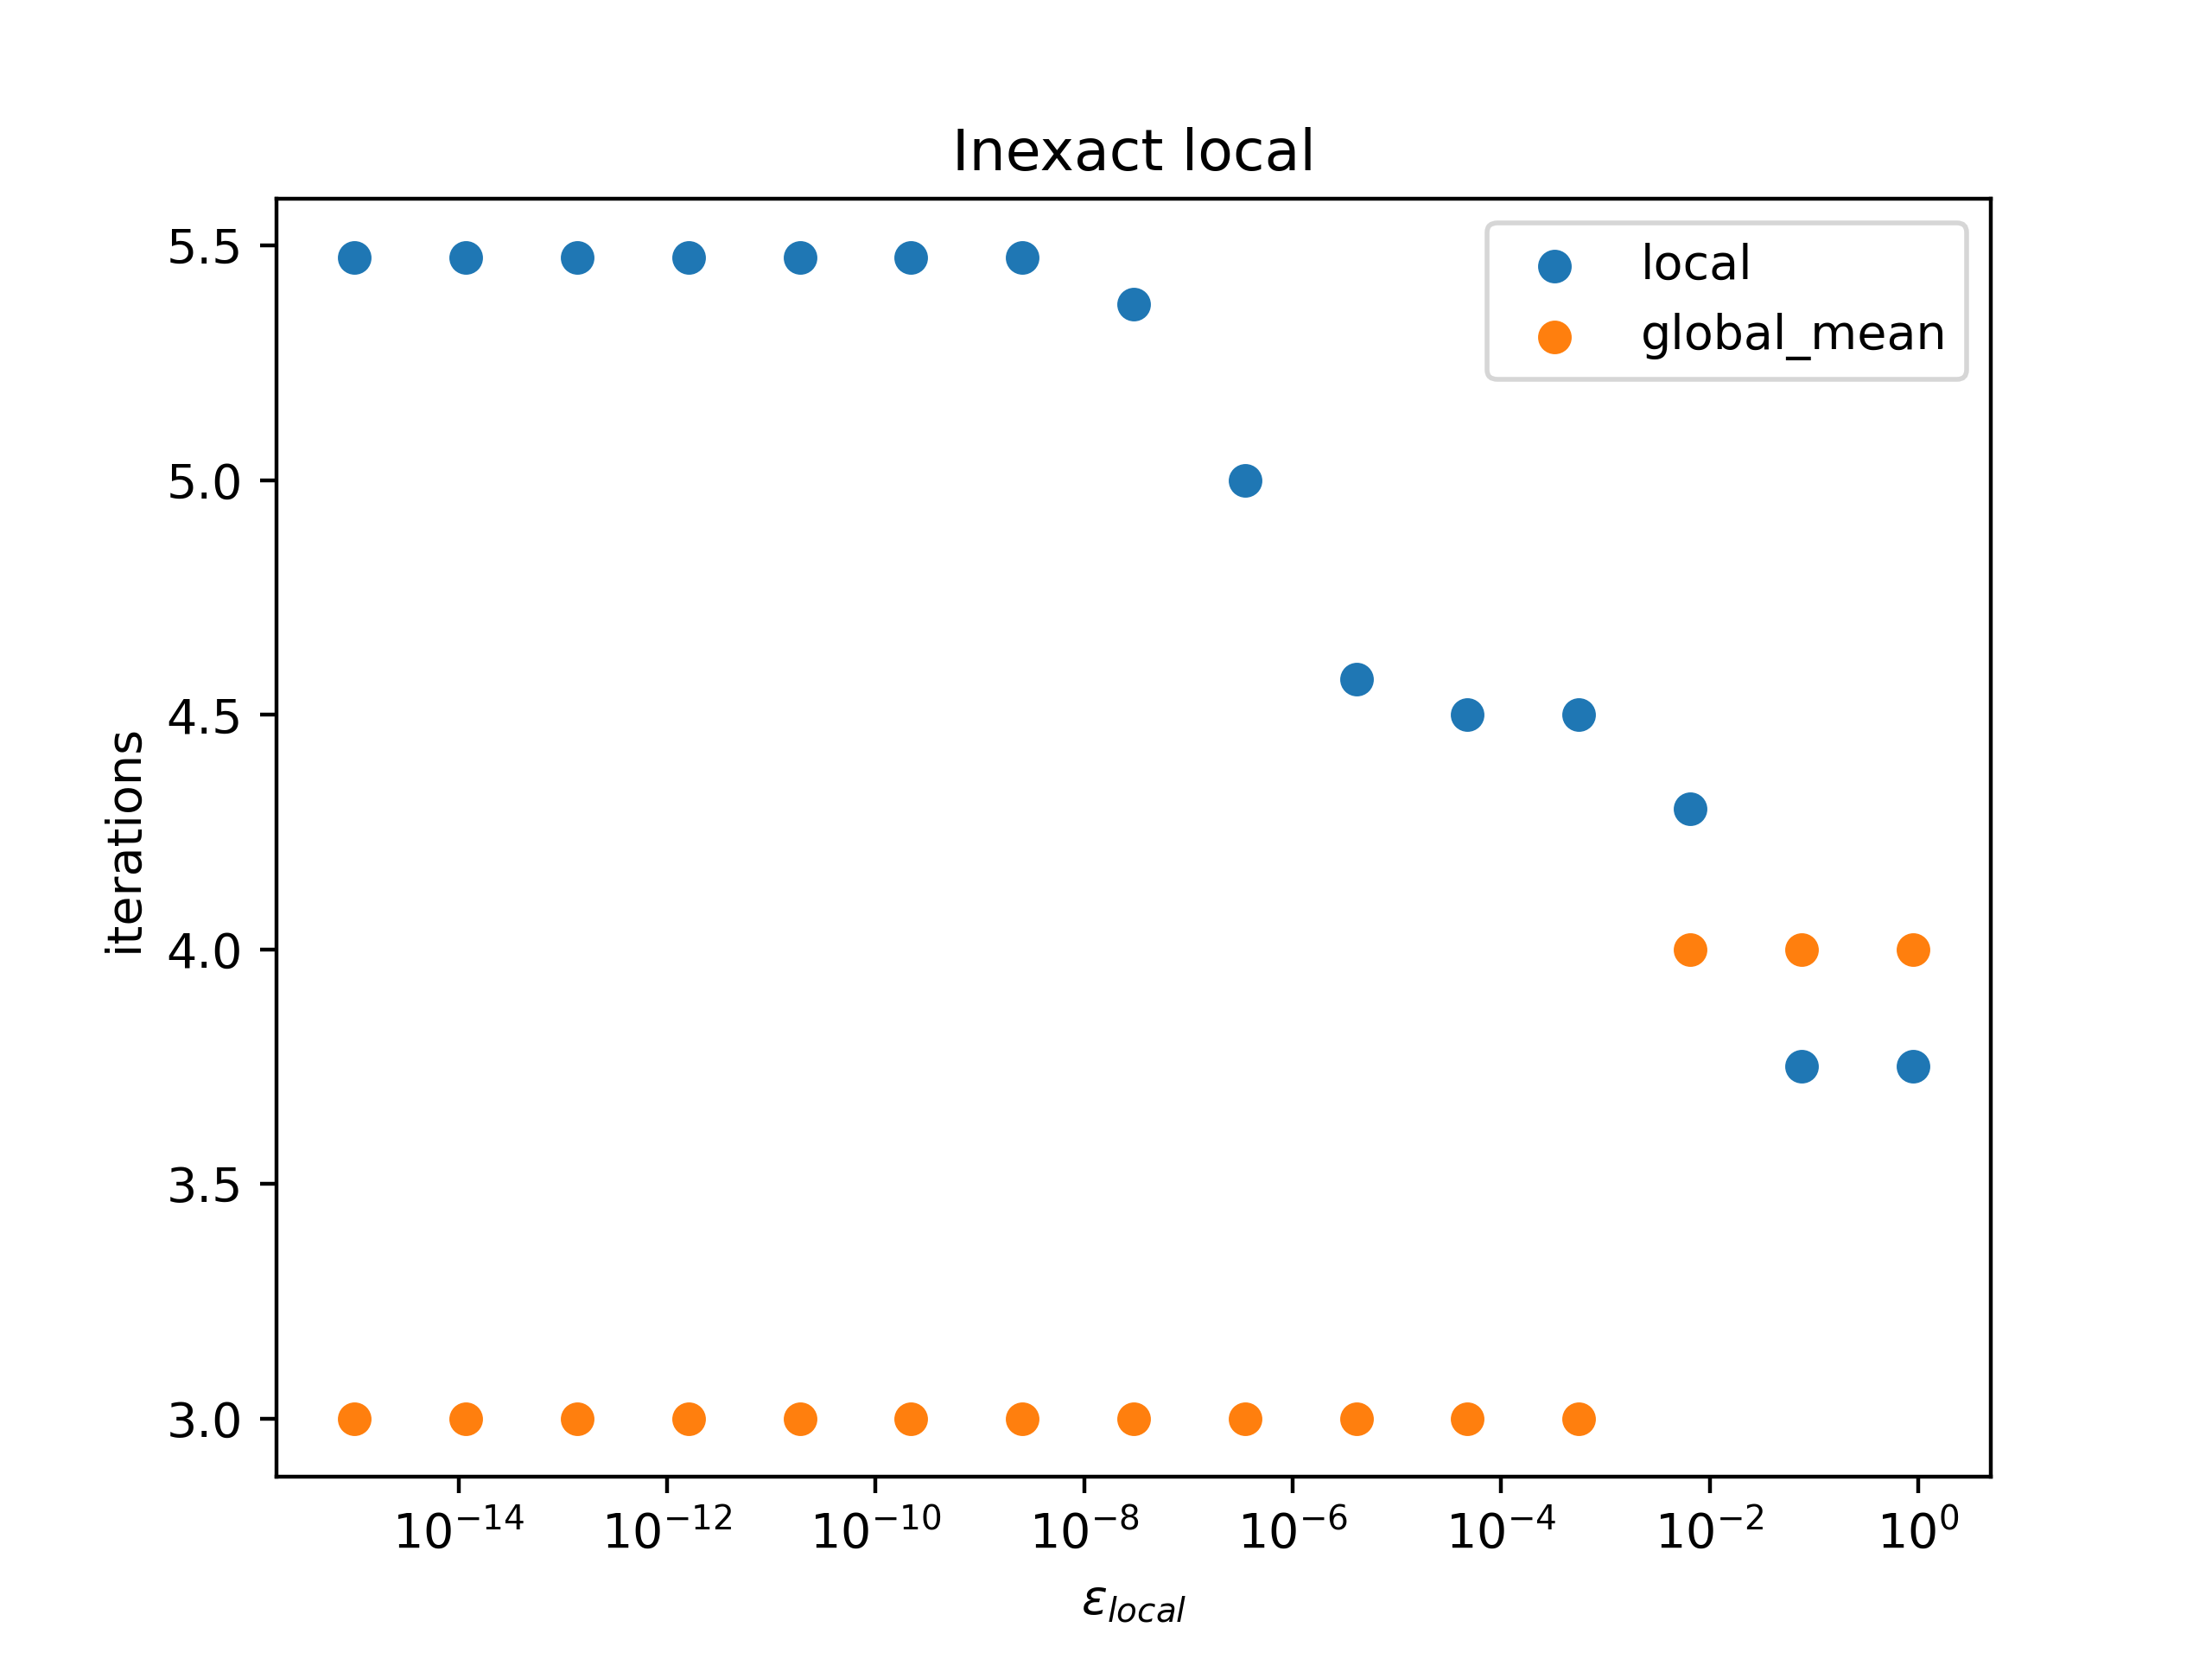 Inexact local
local
global_mean
5.5
5.0
4.5
4.0
3.5
3.0
iterations
10⁻¹⁴ 10⁻¹² 10⁻¹⁰ 10⁻⁸ 10⁻⁶ 10⁻⁴ 10⁻² 10⁰
ε_local